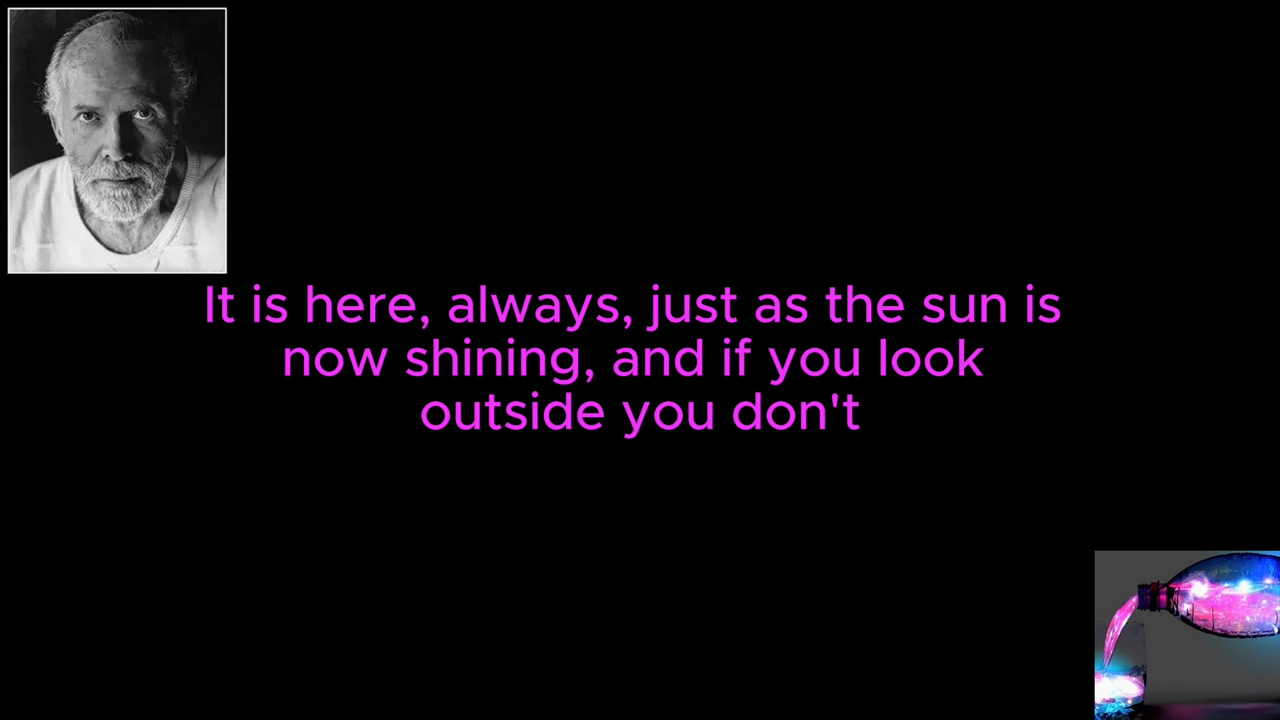 It is here, always, just as the sun is
now shining, and if you look
outside you don't